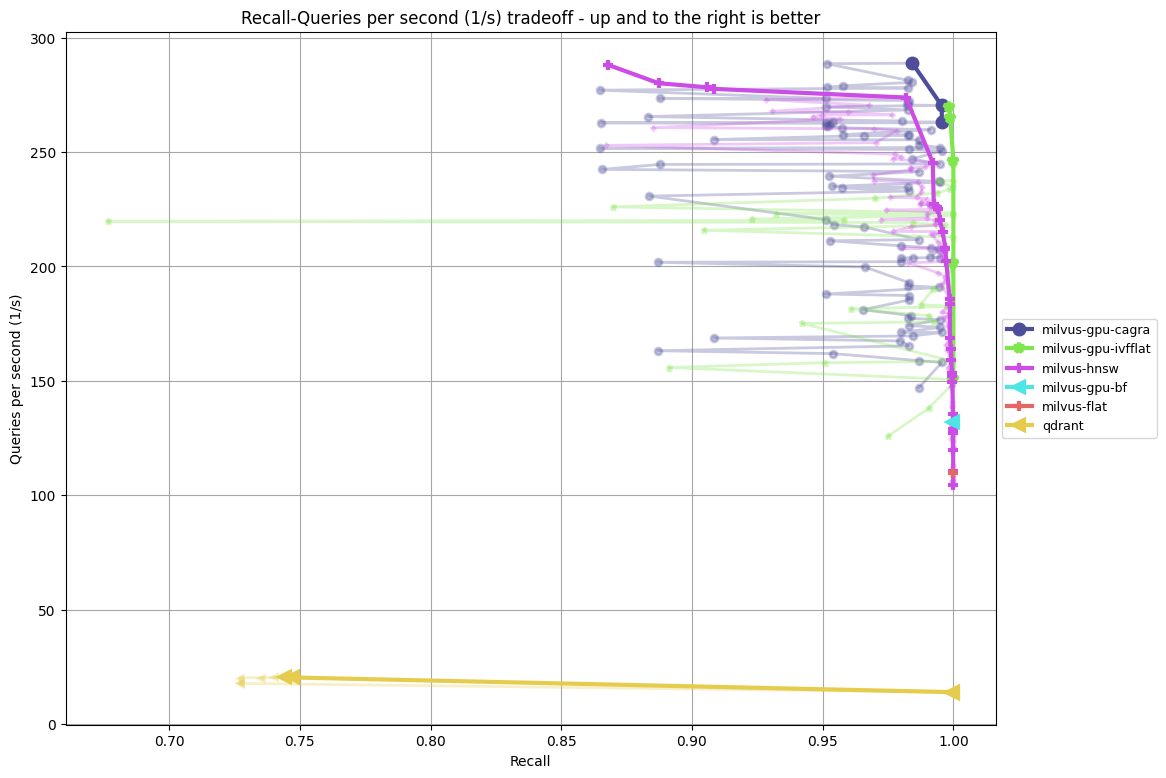 Recall-Queries per second (1/s) tradeoff - up and to the right is better
300
250
200
150
100
50
0
Queries per second (1/s)
0.70 0.75 0.80 0.85 0.90 0.95 1.00
Recall
milvus-gpu-cagra
milvus-gpu-ivfflat
milvus-hnsw
milvus-gpu-bf
milvus-flat
qdrant